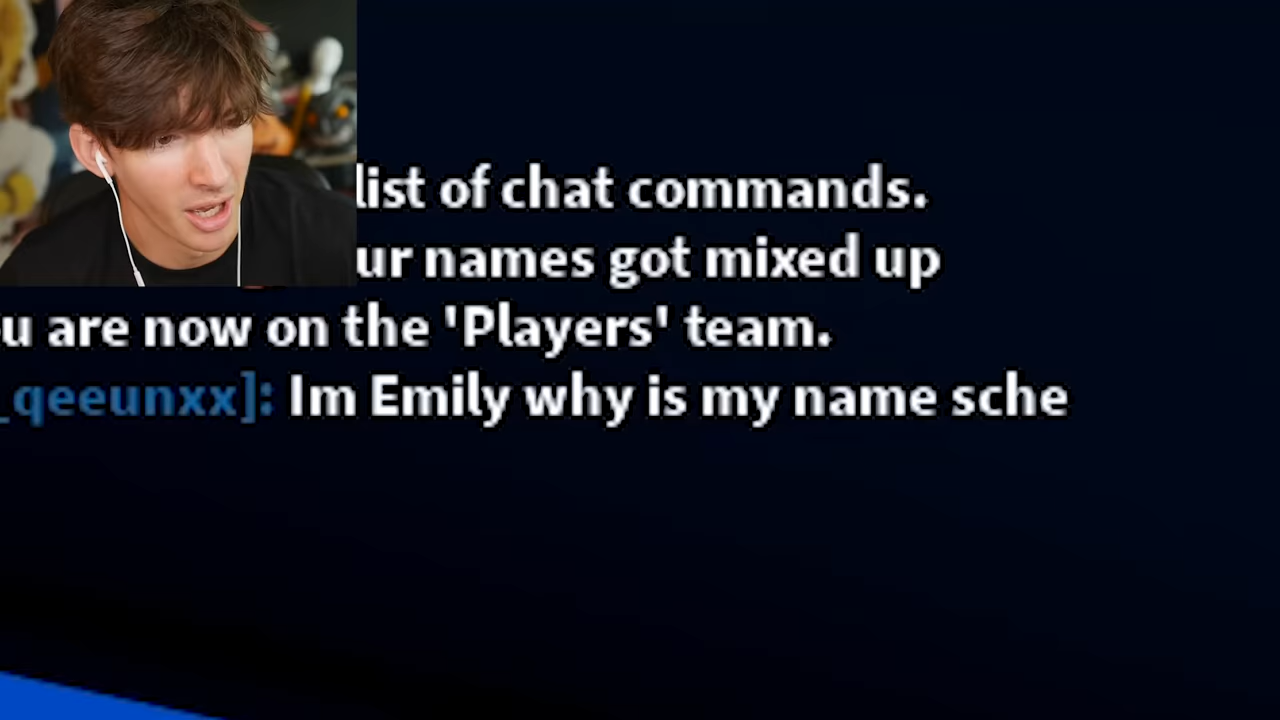 list of chat commands.
ur names got mixed up
u are now on the 'Players' team.
_qeeunxx]: Im Emily why is my name sche